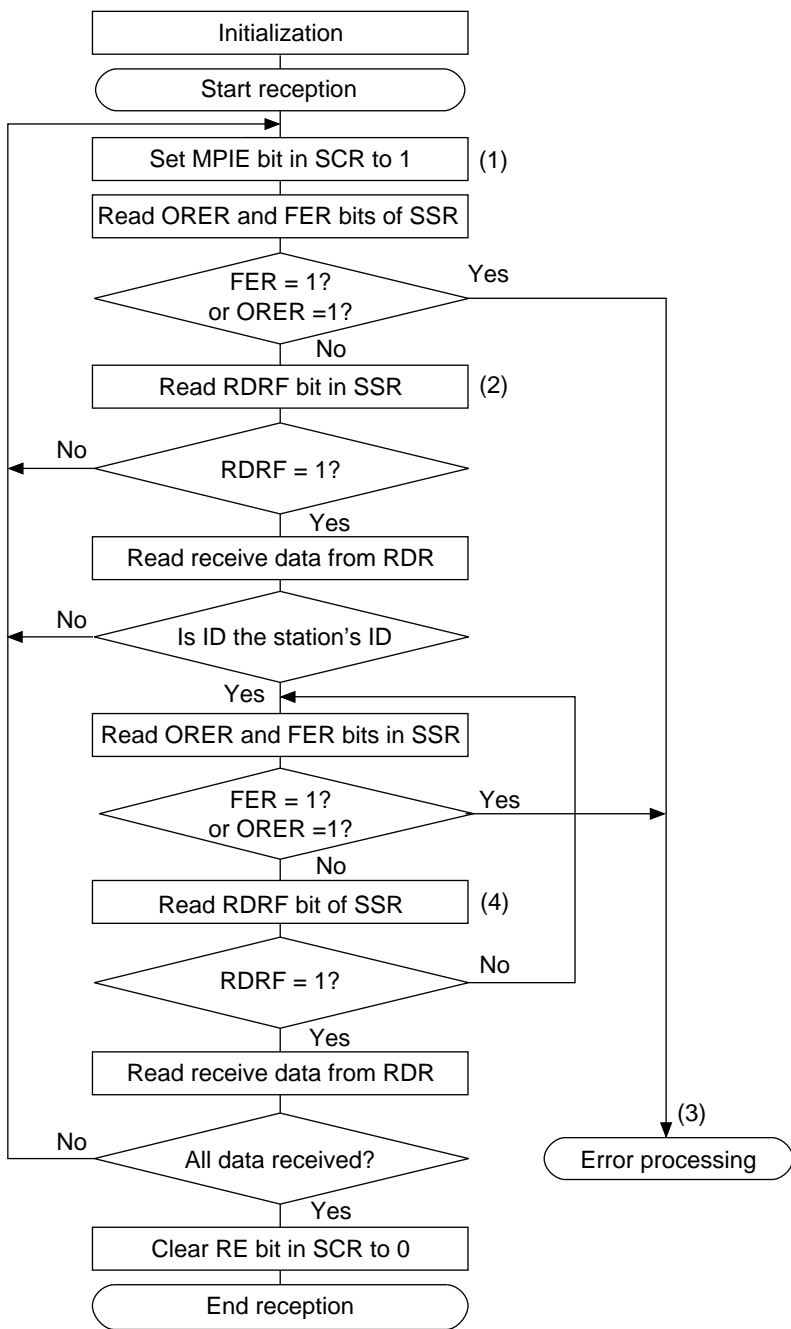 Initialization
Start reception
Set MPIE bit in SCR to 1
(1)
Read ORER and FER bits of SSR
FER = 1?
or ORER =1?
Yes
No
Read RDRF bit in SSR
(2)
No
RDRF = 1?
Yes
Read receive data from RDR
No
Is ID the station's ID
Yes
Read ORER and FER bits in SSR
FER = 1?
or ORER =1?
Yes
No
Read RDRF bit of SSR
(4)
RDRF = 1?
No
Yes
Read receive data from RDR
(3)
No
All data received?
Error processing
Yes
Clear RE bit in SCR to 0
End reception